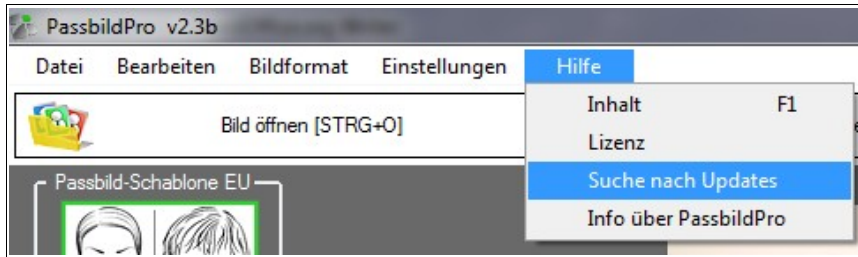 PassbildPro v2.3b
Datei Bearbeiten Bildformat Einstellungen Hilfe
Bild öffnen [STRG+O]
Inhalt F1
Lizenz
Suche nach Updates
Info über PassbildPro
Passbild-Schablone EU